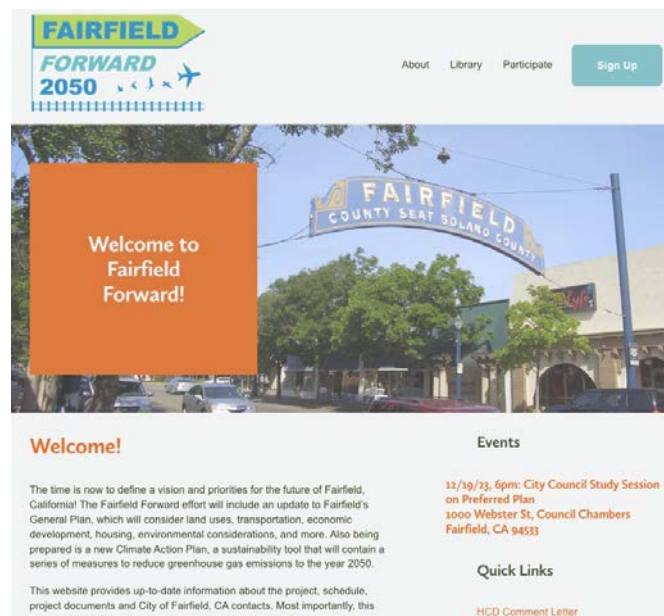 FAIRFIELD
FORWARD
2050
About Library Participate Sign Up
FAIRFIELD
COUNTY SEAT SOLANO COUNTY
Welcome to
Fairfield
Forward!
Welcome!
The time is now to define a vision and priorities for the future of Fairfield,
California! The Fairfield Forward effort will include an update to Fairfield's
General Plan, which will consider land uses, transportation, economic
development, housing, environmental considerations, and more. Also being
prepared is a new Climate Action Plan, a sustainability tool that will contain a
series of measures to reduce greenhouse gas emissions to the year 2050.
This website provides up-to-date information about the project, schedule,
project documents and City of Fairfield, CA contacts. Most importantly, this
Events
12/19/23, 6pm: City Council Study Session
on Preferred Plan
1000 Webster St, Council Chambers
Fairfield, CA 94533
Quick Links
HCD Comment Letter